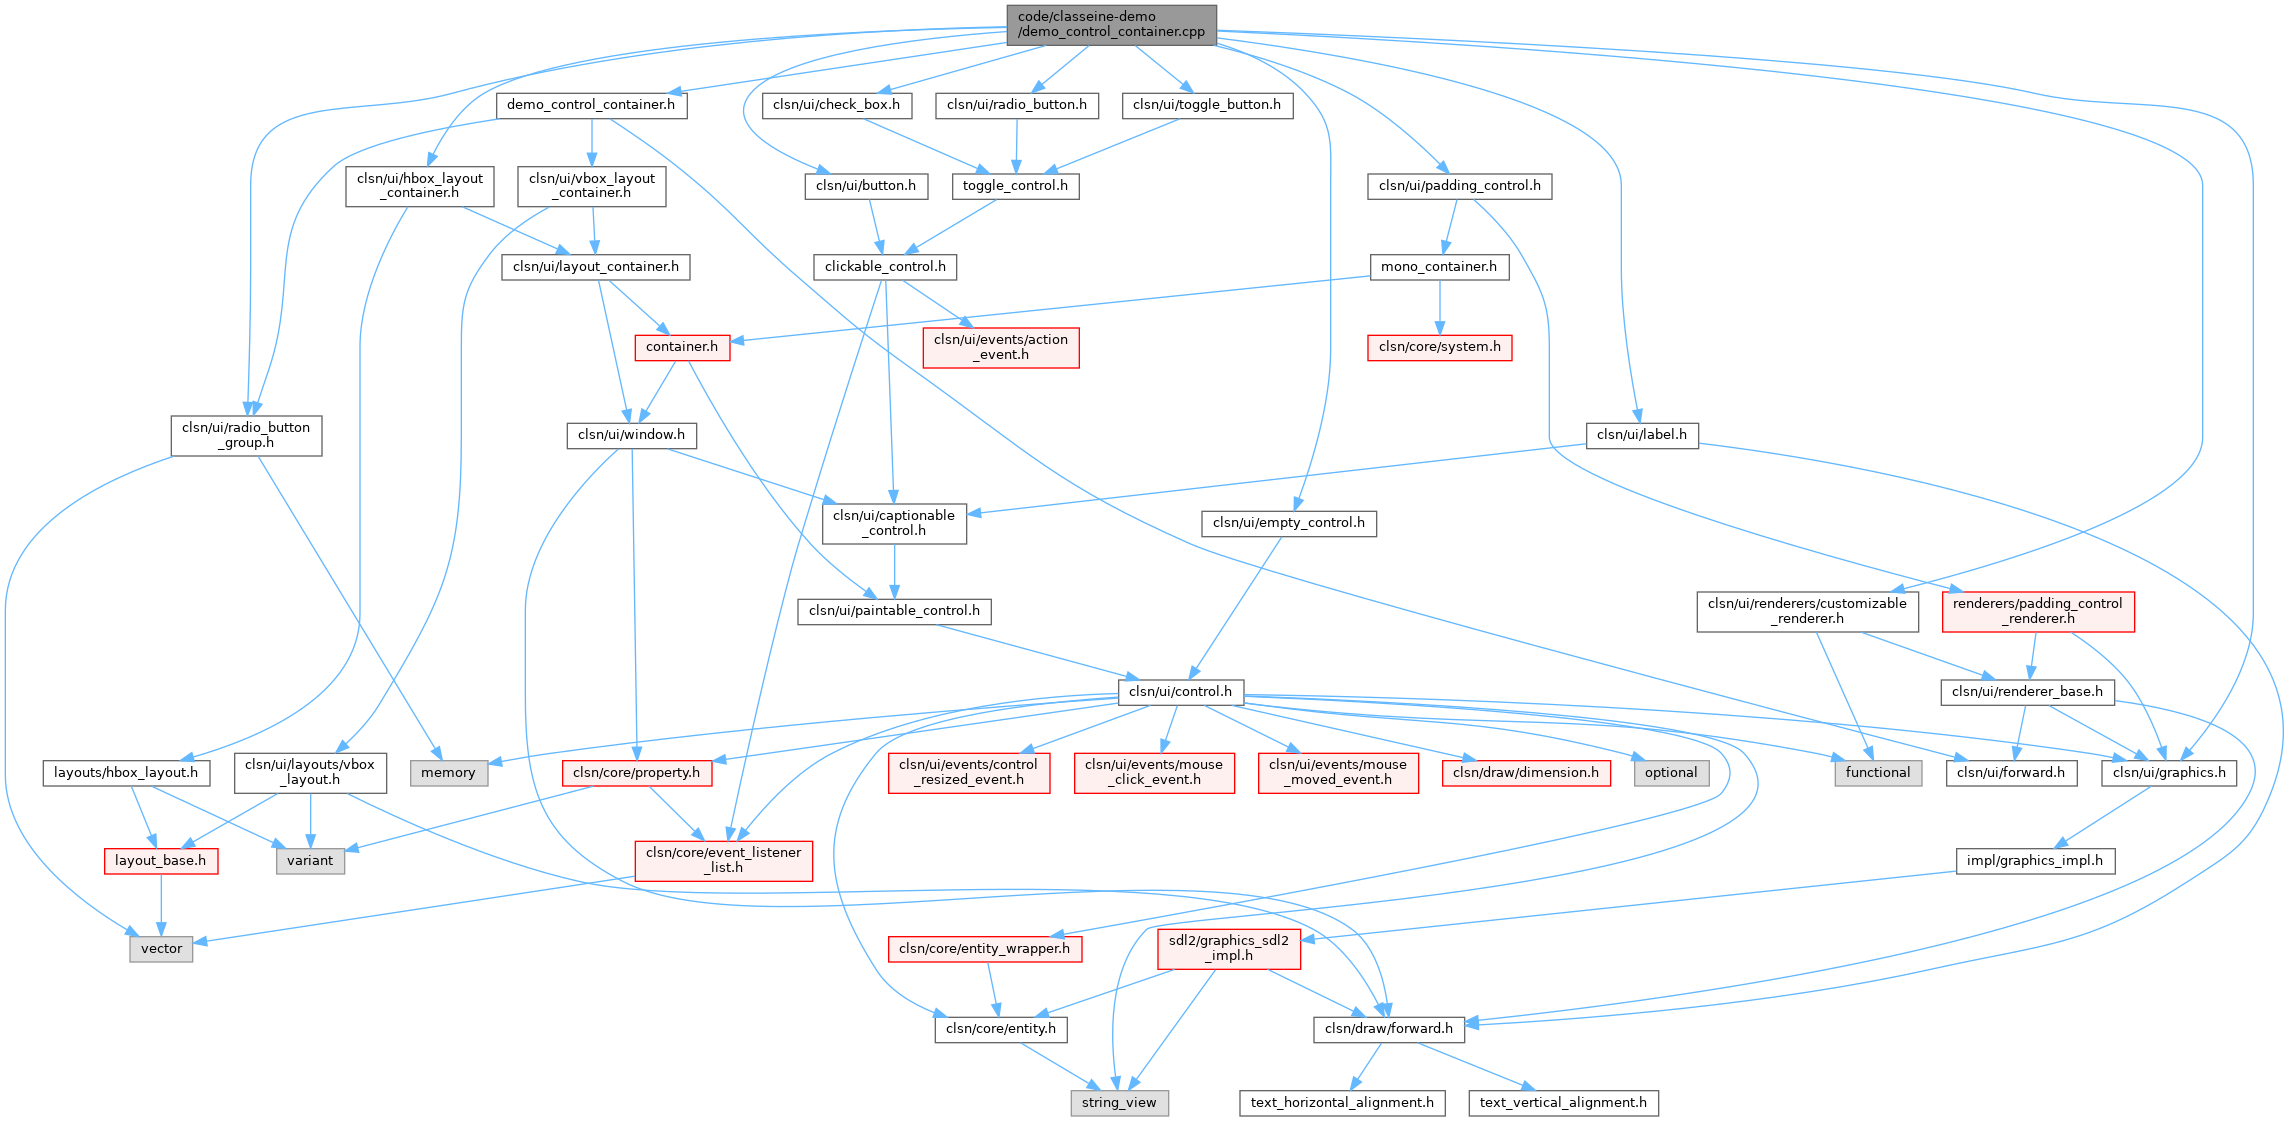 code/classeine-demo
/demo_control_container.cpp
demo_control_container.h
clsn/ui/check_box.h
clsn/ui/radio_button.h
clsn/ui/toggle_button.h
clsn/ui/hbox_layout
_container.h
clsn/ui/vbox_layout
_container.h
clsn/ui/button.h
toggle_control.h
clsn/ui/padding_control.h
clsn/ui/layout_container.h
clickable_control.h
mono_container.h
container.h
clsn/ui/events/action
_event.h
clsn/core/system.h
clsn/ui/radio_button
_group.h
clsn/ui/window.h
clsn/ui/label.h
clsn/ui/captionable
_control.h
clsn/ui/empty_control.h
clsn/ui/paintable_control.h
clsn/ui/renderers/customizable
_renderer.h
renderers/padding_control
_renderer.h
clsn/ui/control.h
clsn/ui/renderer_base.h
layouts/hbox_layout.h
clsn/ui/layouts/vbox
_layout.h
memory
clsn/core/property.h
clsn/ui/events/control
_resized_event.h
clsn/ui/events/mouse
_click_event.h
clsn/ui/events/mouse
_moved_event.h
clsn/draw/dimension.h
optional
functional
clsn/ui/forward.h
clsn/ui/graphics.h
layout_base.h
variant
clsn/core/event_listener
_list.h
impl/graphics_impl.h
vector
clsn/core/entity_wrapper.h
sdl2/graphics_sdl2
_impl.h
clsn/core/entity.h
clsn/draw/forward.h
string_view
text_horizontal_alignment.h
text_vertical_alignment.h